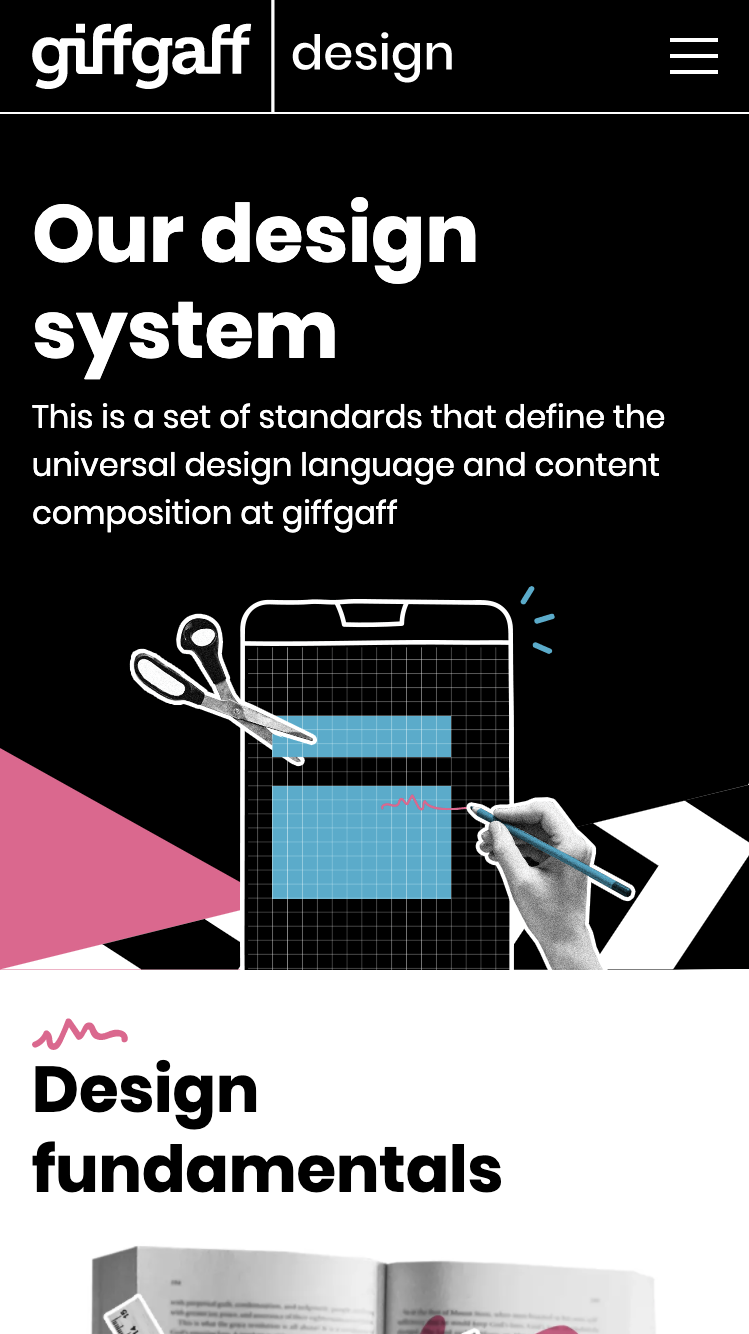 giffgaff design
Our design
system
This is a set of standards that define the
universal design language and content
composition at giffgaff
Design
fundamentals